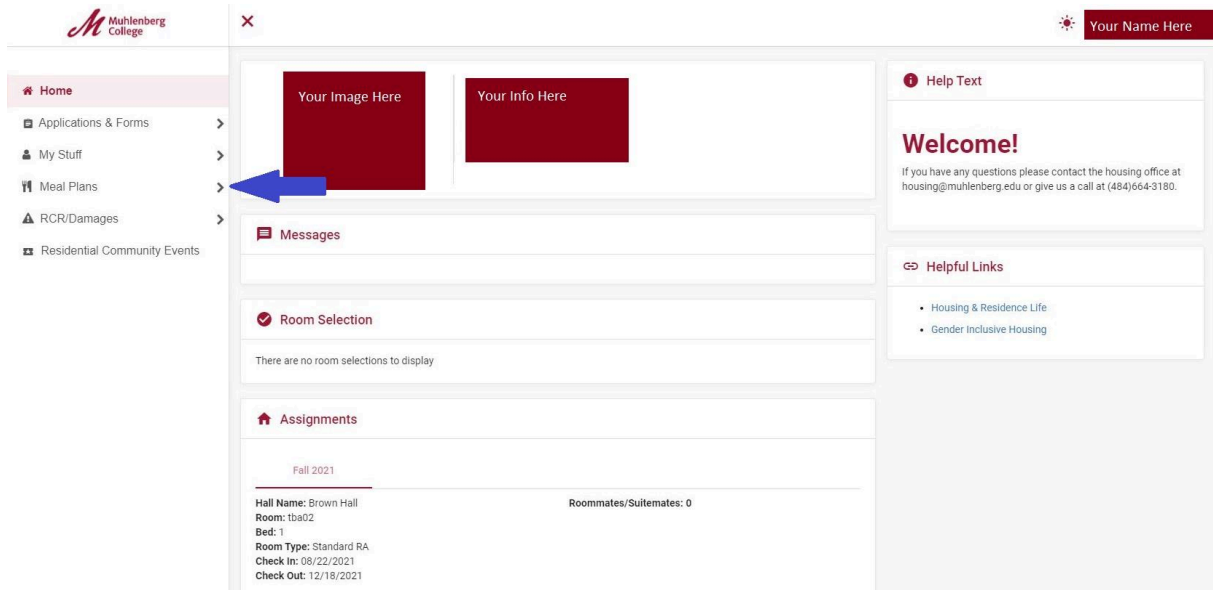 Muhlenberg
College
Your Name Here
Home
Applications & Forms
My Stuff
Meal Plans
RCR/Damages
Residential Community Events
Your Image Here
Your Info Here
Messages
Room Selection
There are no room selections to display
Assignments
Fall 2021
Hall Name: Brown Hall
Roommates/Suitemates: 0
Room: tba02
Bed: 1
Room Type: Standard RA
Check In: 08/22/2021
Check Out: 12/18/2021
Help Text
Welcome!
If you have any questions please contact the housing office at
housing@muhlenberg.edu or give us a call at (484)664-3180.
Helpful Links
Housing & Residence Life
Gender Inclusive Housing